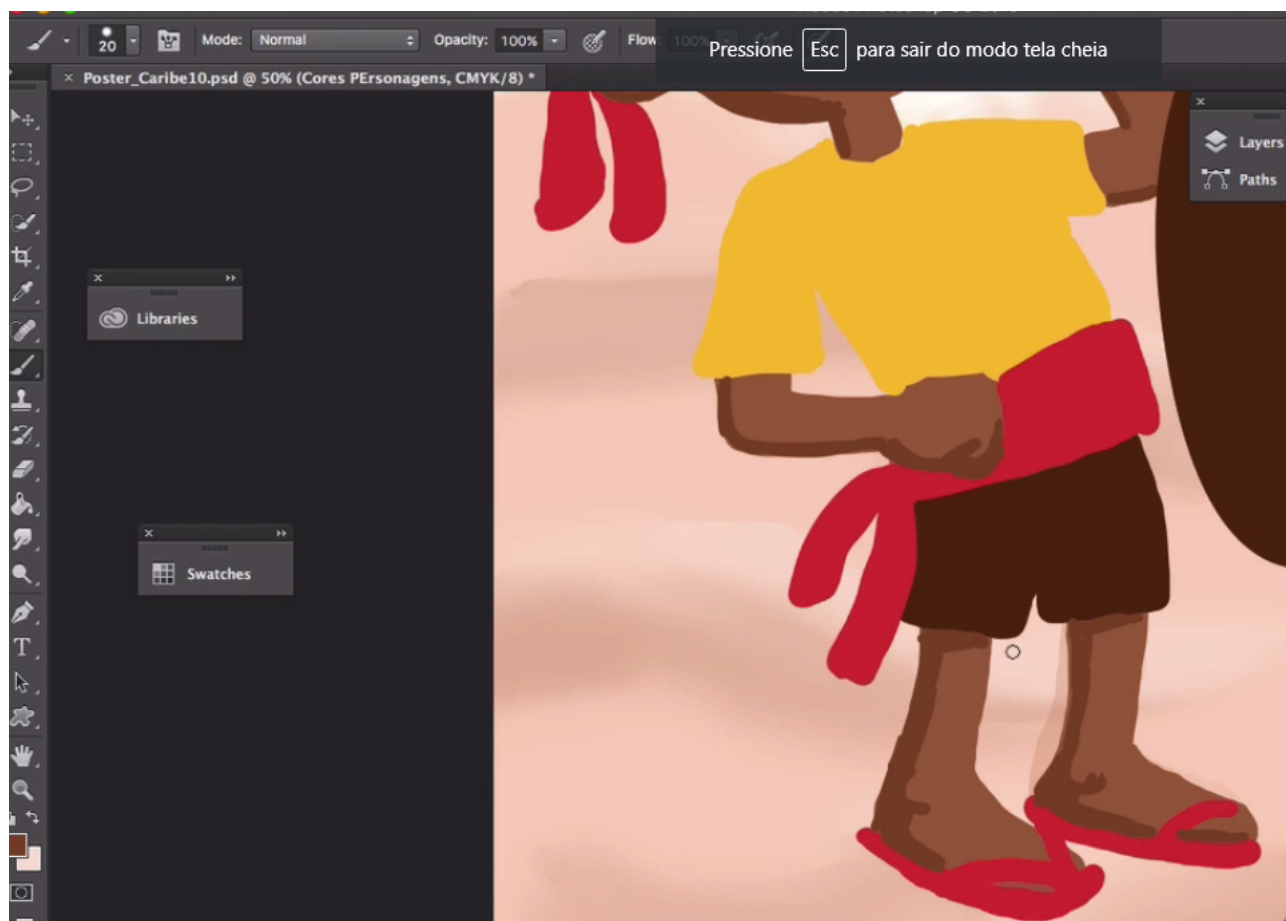 20 Mode: Normal Opacity: 100% Flow: 100%
Pressione Esc para sair do modo tela cheia
× Poster_Caribe10.psd @ 50% (Cores PErsonagens, CMYK/8) *
Layers
Paths
Libraries
Swatches
T